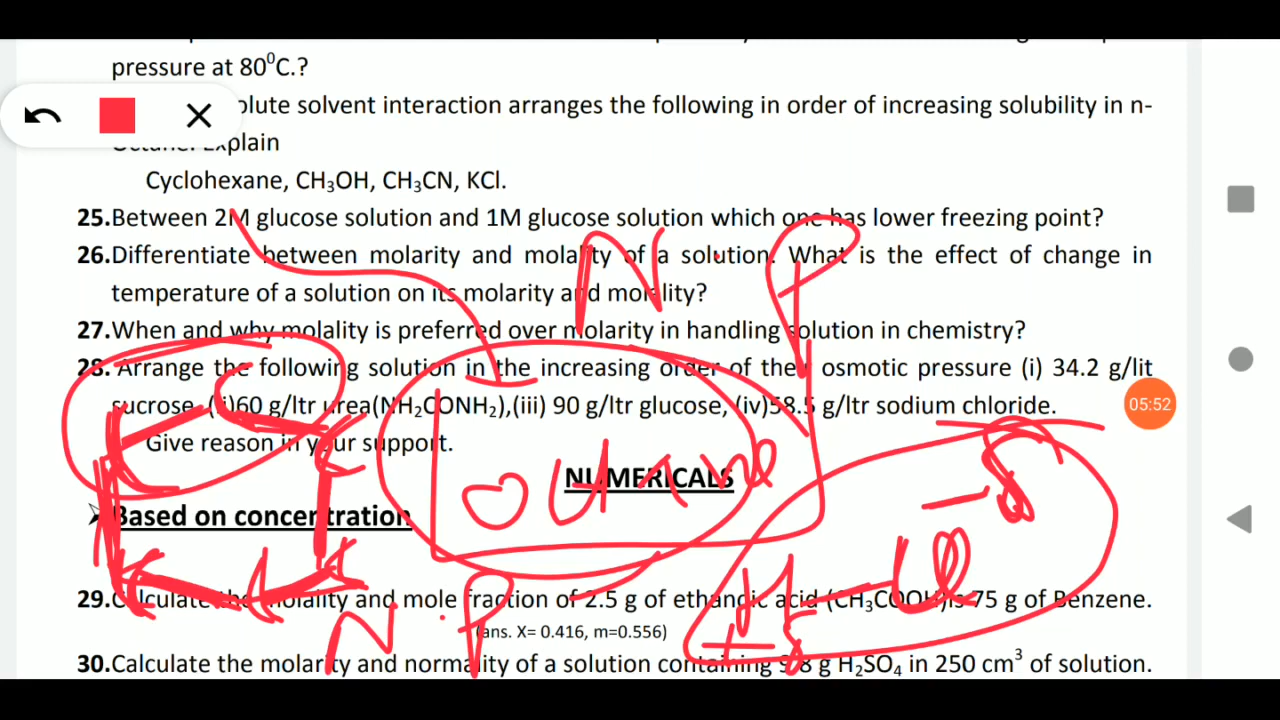 pressure at 80⁰C.?
olute solvent interaction arranges the following in order of increasing solubility in n-
Octane. Explain
Cyclohexane, CH₃OH, CH₃CN, KCl.
25.Between 2M glucose solution and 1M glucose solution which one has lower freezing point?
26.Differentiate between molarity and molality of a solution. What is the effect of change in
temperature of a solution on its molarity and morality?
27.When and why molality is preferred over molarity in handling solution in chemistry?
28. Arrange the following solution in the increasing order of their osmotic pressure (i) 34.2 g/lit
sucrose, (ii)60 g/ltr urea(NH₂CONH₂),(iii) 90 g/ltr glucose, (iv)58.5 g/ltr sodium chloride.
Give reason in your support.
05:52
N.P
octane
NUMERICALS
Based on concentration
29.Calculate the molality and mole fraction of 2.5 g of ethanoic acid (CH₃COOH)is 75 g of Benzene.
(ans. X= 0.416, m=0.556)
N.P
30.Calculate the molarity and normality of a solution containing 9.8 g H₂SO₄ in 250 cm³ of solution.